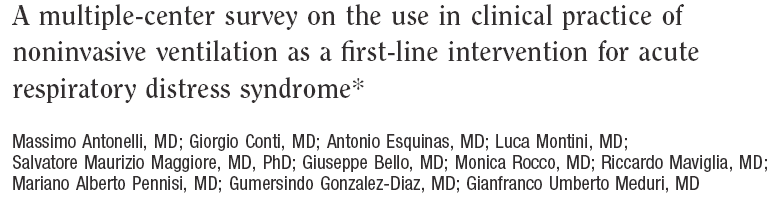 A multiple-center survey on the use in clinical practice of
noninvasive ventilation as a first-line intervention for acute
respiratory distress syndrome*
Massimo Antonelli, MD; Giorgio Conti, MD; Antonio Esquinas, MD; Luca Montini, MD;
Salvatore Maurizio Maggiore, MD, PhD; Giuseppe Bello, MD; Monica Rocco, MD; Riccardo Maviglia, MD;
Mariano Alberto Pennisi, MD; Gumersindo Gonzalez-Diaz, MD; Gianfranco Umberto Meduri, MD